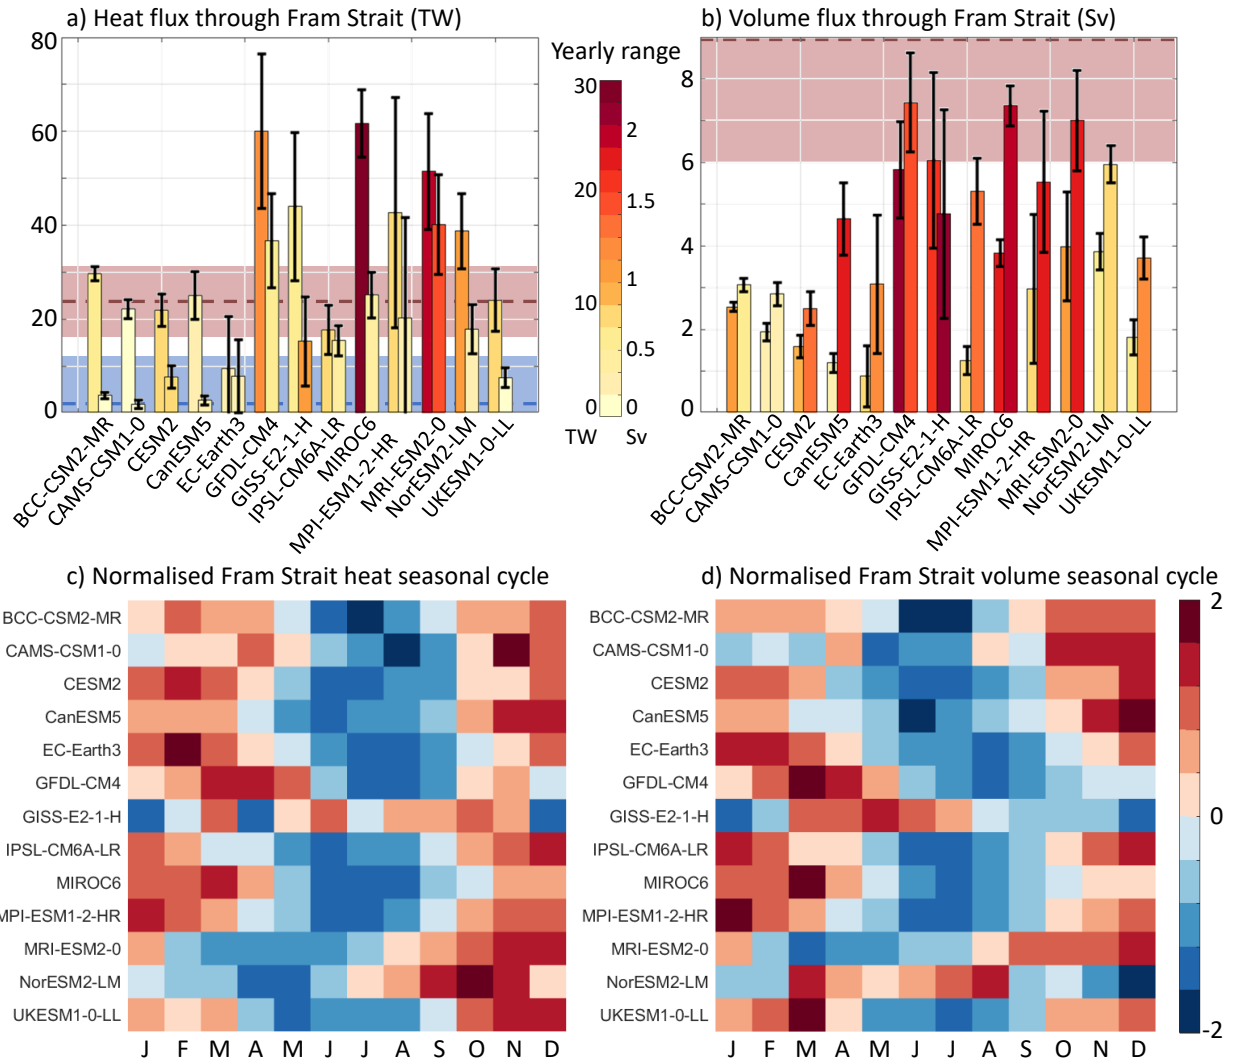 a) Heat flux through Fram Strait (TW)
80
60
40
20
0
BCC-CSM2-MR
CAMS-CSM1-0
CESM2
CanESM5
EC-Earth3
GFDL-CM4
GISS-E2-1-H
IPSL-CM6A-LR
MIROC6
MPI-ESM1-2-HR
MRI-ESM2-0
NorESM2-LM
UKESM1-0-LL
Yearly range
30
20
10
0
2
1.5
1
0.5
0
TW Sv
b) Volume flux through Fram Strait (Sv)
8
6
4
2
0
BCC-CSM2-MR
CAMS-CSM1-0
CESM2
CanESM5
EC-Earth3
GFDL-CM4
GISS-E2-1-H
IPSL-CM6A-LR
MIROC6
MPI-ESM1-2-HR
MRI-ESM2-0
NorESM2-LM
UKESM1-0-LL
c) Normalised Fram Strait heat seasonal cycle
BCC-CSM2-MR
CAMS-CSM1-0
CESM2
CanESM5
EC-Earth3
GFDL-CM4
GISS-E2-1-H
IPSL-CM6A-LR
MIROC6
MPI-ESM1-2-HR
MRI-ESM2-0
NorESM2-LM
UKESM1-0-LL
J F M A M J J A S O N D
d) Normalised Fram Strait volume seasonal cycle
BCC-CSM2-MR
CAMS-CSM1-0
CESM2
CanESM5
EC-Earth3
GFDL-CM4
GISS-E2-1-H
IPSL-CM6A-LR
MIROC6
MPI-ESM1-2-HR
MRI-ESM2-0
NorESM2-LM
UKESM1-0-LL
J F M A M J J A S O N D
2
0
-2